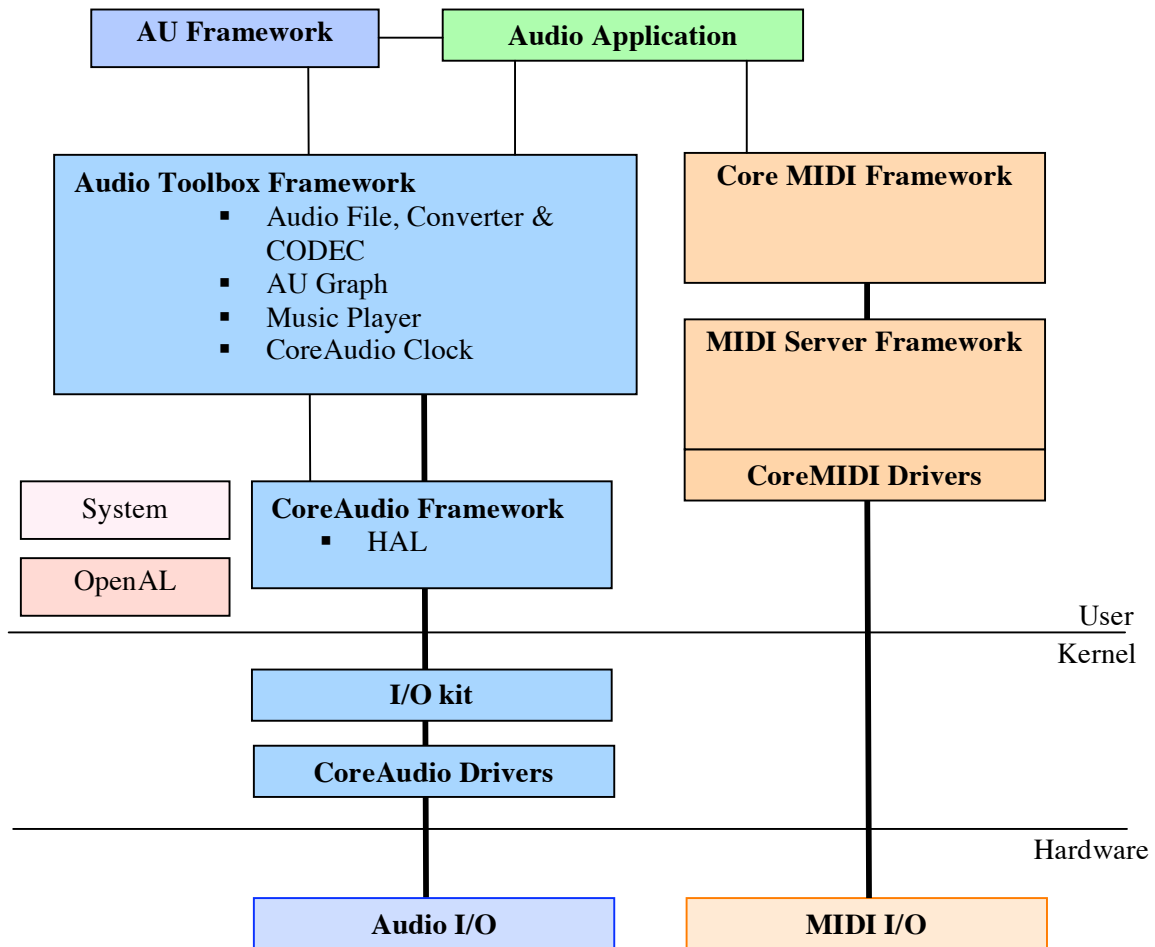 AU Framework
Audio Application
Audio Toolbox Framework
▪ Audio File, Converter &
CODEC
▪ AU Graph
▪ Music Player
▪ CoreAudio Clock
Core MIDI Framework
MIDI Server Framework
CoreMIDI Drivers
System
OpenAL
CoreAudio Framework
▪ HAL
User
Kernel
I/O kit
CoreAudio Drivers
Hardware
Audio I/O
MIDI I/O